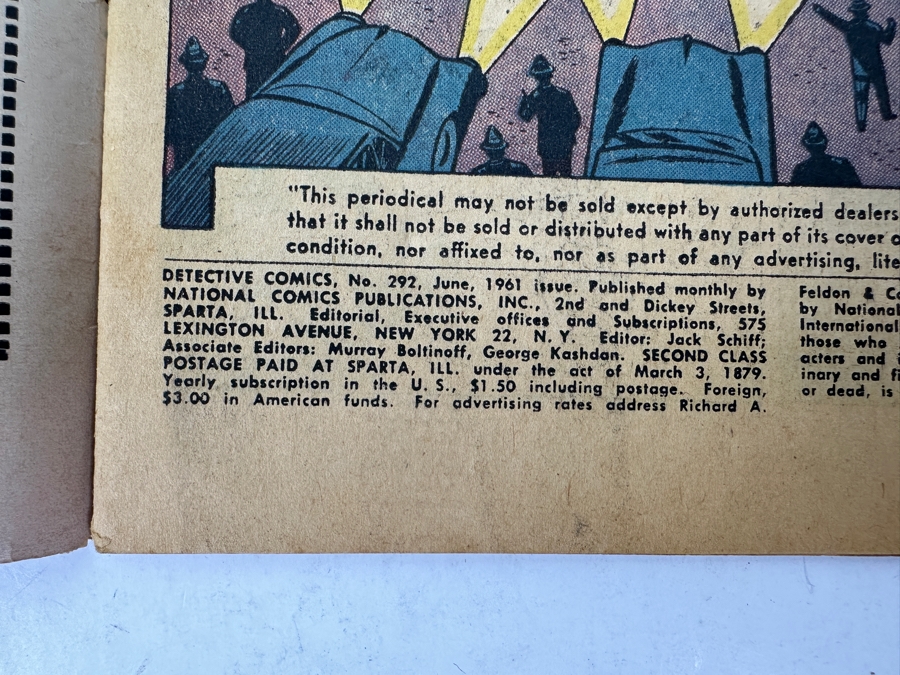 "This periodical may not be sold except by authorized dealers
that it shall not be sold or distributed with any part of its cover
condition, nor affixed to, nor as part of any advertising,
DETECTIVE COMICS, No. 292, June, 1961 issue. Published monthly by
NATIONAL COMICS PUBLICATIONS, INC., 2nd and Dickey Streets,
SPARTA, ILL. Editorial, Executive offices and Subscriptions, 575
LEXINGTON AVENUE, NEW YORK 22, N.Y. Editor: Jack Schiff;
Associate Editors: Murray Boltinoff, George Kashdan. SECOND CLASS
POSTAGE PAID AT SPARTA, ILL. under the act of March 3, 1879.
Yearly subscription in the U.S., $1.50 including postage. Foreign,
$3.00 in American funds. For advertising rates address Richard A.
Feldon &
by National
International
those who
acters and
inary and
or dead, is